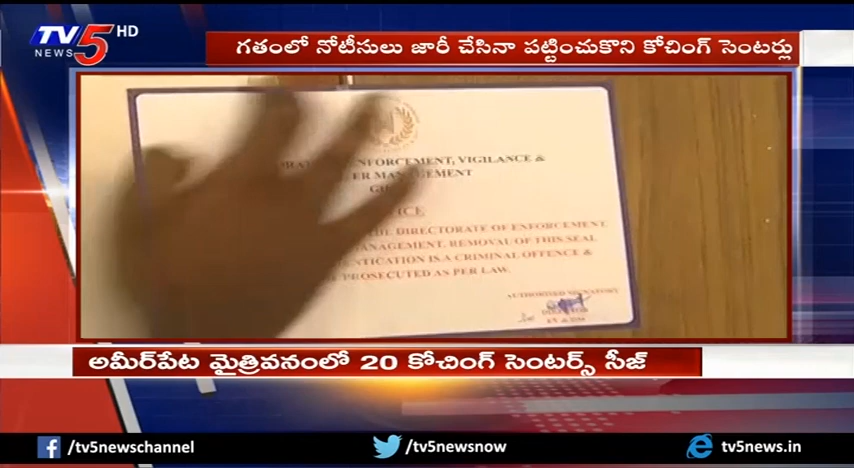 TV5 HD
NEWS
గతంలో నోటీసులు జారీ చేసినా పట్టించుకొని కోచింగ్ సెంటర్లు
ENFORCEMENT, VIGILANCE &
MANAGEMENT
DIRECTORATE OF ENFORCEMENT
MANAGEMENT. REMOVAL OF THIS SEAL
IS A CRIMINAL OFFENCE &
PROSECUTED AS PER LAW.
AUTHORISED SIGNATORY
DIRECTOR
అమీర్‌పేట మైత్రివనంలో 20 కోచింగ్ సెంటర్స్ సీజ్
/tv5newschannel
/tv5newsnow
tv5news.in